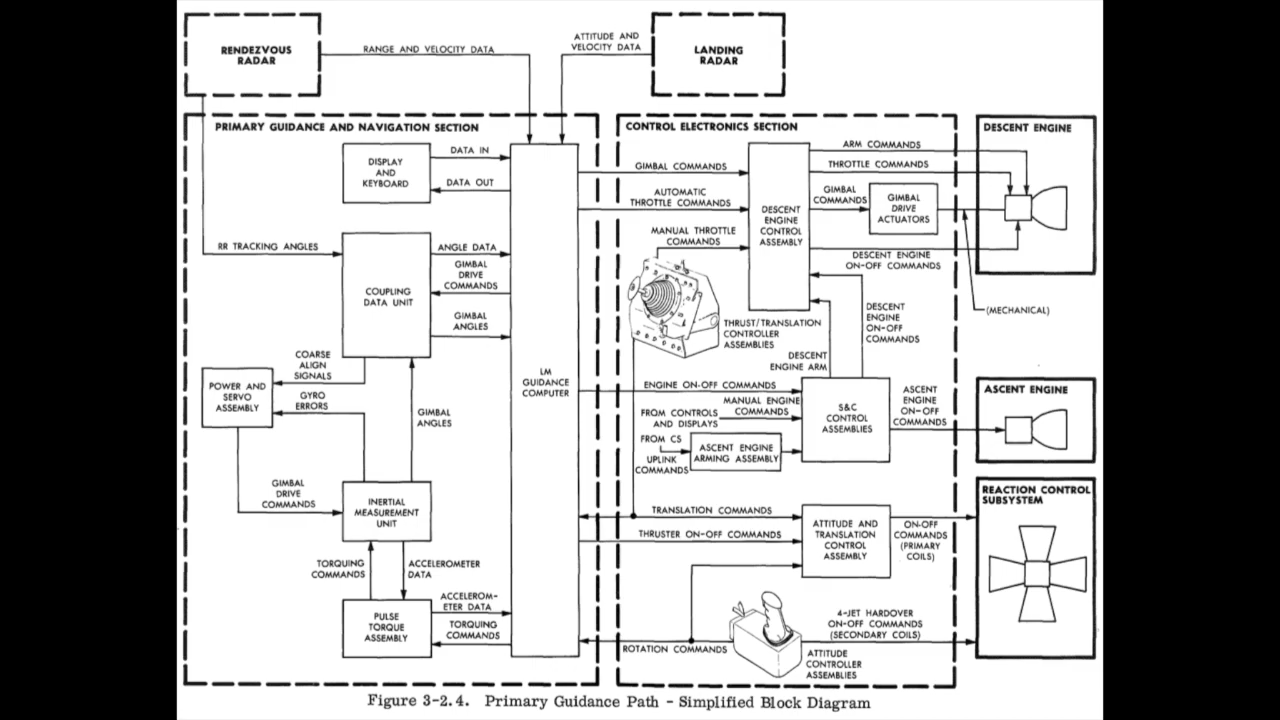 RENDEZVOUS
RADAR
RANGE AND VELOCITY DATA
ATTITUDE AND
VELOCITY DATA
LANDING
RADAR
PRIMARY GUIDANCE AND NAVIGATION SECTION
DISPLAY
AND
KEYBOARD
DATA IN
DATA OUT
RR TRACKING ANGLES
COUPLING
DATA UNIT
ANGLE DATA
GIMBAL
DRIVE
COMMANDS
GIMBAL
ANGLES
COARSE
ALIGN
SIGNALS
POWER AND
SERVO
ASSEMBLY
GYRO
ERRORS
GIMBAL
ANGLES
GIMBAL
DRIVE
COMMANDS
INERTIAL
MEASUREMENT
UNIT
TORQUING
COMMANDS
ACCELEROMETER
DATA
PULSE
TORQUE
ASSEMBLY
ACCELEROM-
ETER DATA
TORQUING
COMMANDS
LM
GUIDANCE
COMPUTER
CONTROL ELECTRONICS SECTION
GIMBAL COMMANDS
AUTOMATIC
THROTTLE COMMANDS
MANUAL THROTTLE
COMMANDS
DESCENT
ENGINE
CONTROL
ASSEMBLY
ARM COMMANDS
THROTTLE COMMANDS
GIMBAL
COMMANDS
GIMBAL
DRIVE
ACTUATORS
DESCENT ENGINE
ON-OFF COMMANDS
THRUST/TRANSLATION
CONTROLLER
ASSEMBLIES
DESCENT
ENGINE ARM
DESCENT
ENGINE
ON-OFF
COMMANDS
(MECHANICAL)
DESCENT ENGINE
ENGINE ON-OFF COMMANDS
MANUAL ENGINE
COMMANDS
FROM CONTROLS
AND DISPLAYS
FROM CS
UPLINK
COMMANDS
ASCENT ENGINE
ARMING ASSEMBLY
S&C
CONTROL
ASSEMBLIES
ASCENT
ENGINE
ON-OFF
COMMANDS
ASCENT ENGINE
TRANSLATION COMMANDS
THRUSTER ON-OFF COMMANDS
ATTITUDE AND
TRANSLATION
CONTROL
ASSEMBLY
ON-OFF
COMMANDS
(PRIMARY
COILS)
REACTION CONTROL
SUBSYSTEM
ROTATION COMMANDS
4-JET HARDOVER
ON-OFF COMMANDS
(SECONDARY COILS)
ATTITUDE
CONTROLLER
ASSEMBLIES
Figure 3-2.4. Primary Guidance Path - Simplified Block Diagram